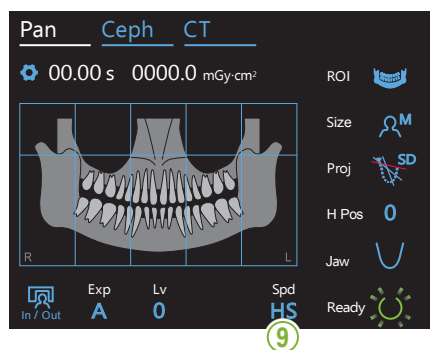 Pan Ceph CT
00.00 s 0000.0 mGy·cm²
ROI
Size M
Proj SD
H Pos 0
R L
Jaw
In / Out
Exp Lv Spd
A 0 HS
Ready
⑨